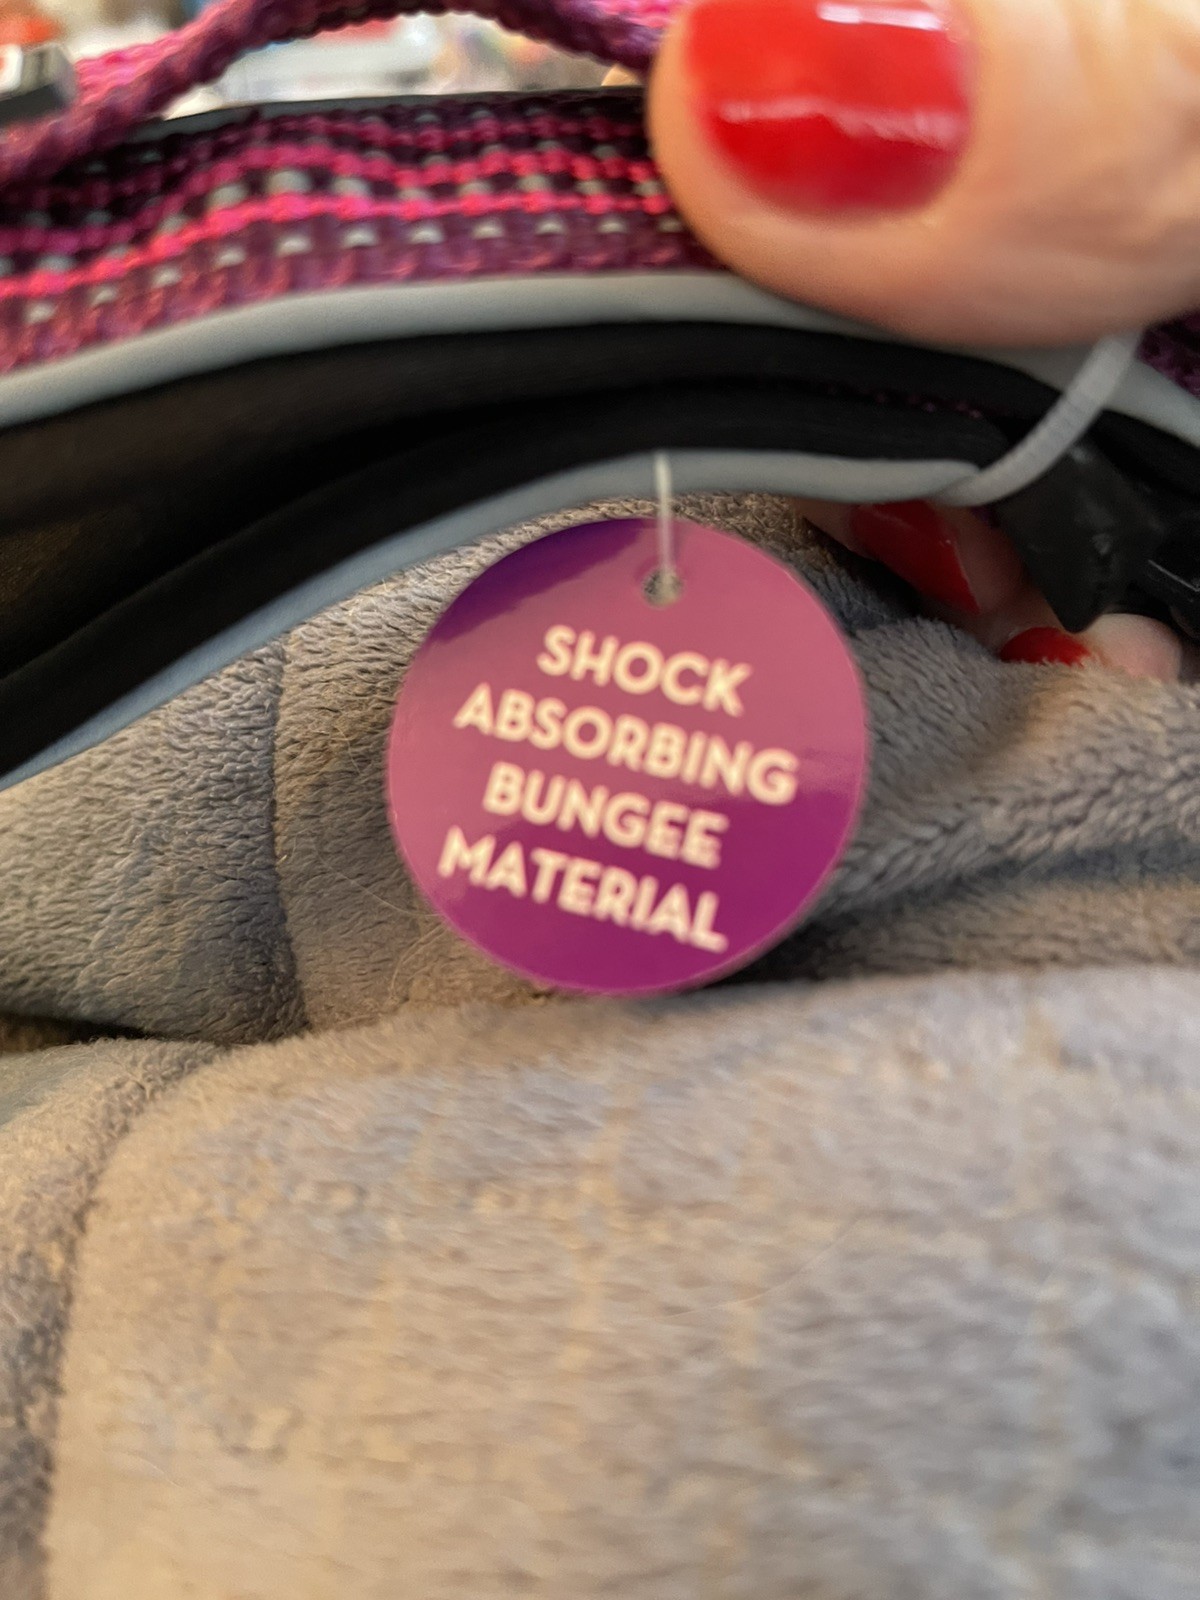 SHOCK
ABSORBING
BUNGEE
MATERIAL